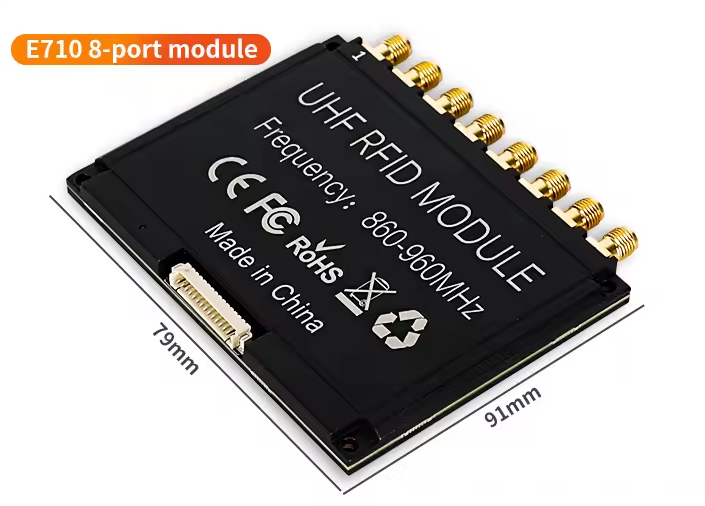 E710 8-port module
1
UHF RFID MODULE
Frequency: 860-960MHz
CE FC RoHS
Made in China
79mm
91mm